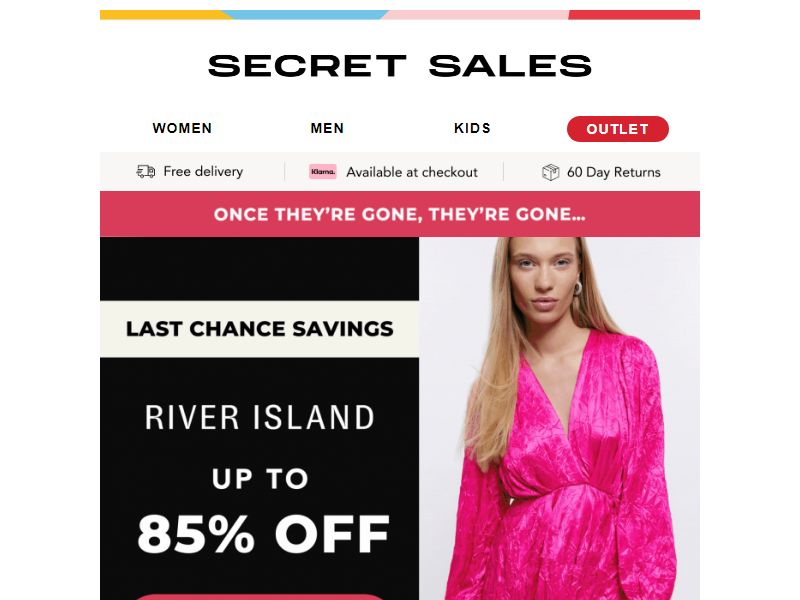 SECRET SALES
WOMEN MEN KIDS OUTLET
Free delivery Klarna. Available at checkout 60 Day Returns
ONCE THEY'RE GONE, THEY'RE GONE...
LAST CHANCE SAVINGS
RIVER ISLAND
UP TO
85% OFF